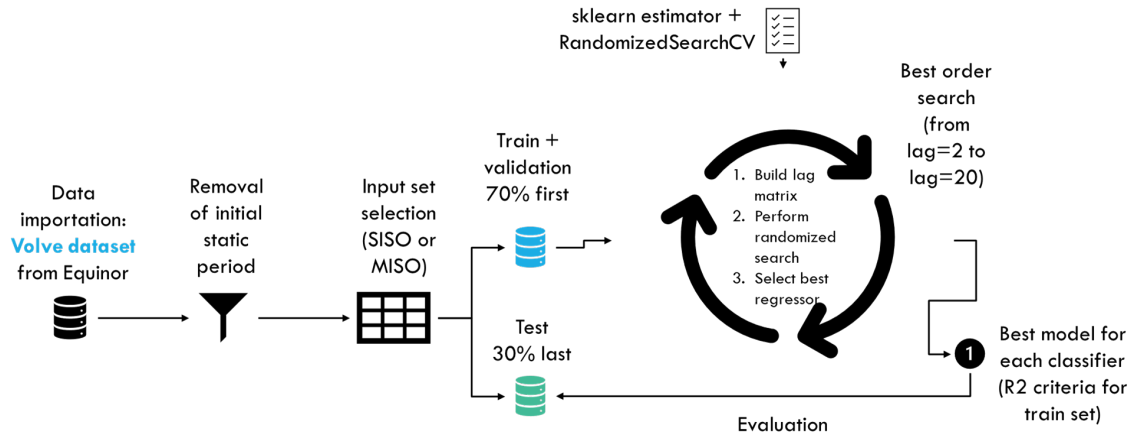 sklearn estimator +
RandomizedSearchCV
Best order
search
(from
lag=2 to
lag=20)
Train +
validation
70% first
Data
importation:
Volve dataset
from Equinor
Removal
of initial
static
period
Input set
selection
(SISO or
MISO)
1. Build lag
matrix
2. Perform
randomized
search
3. Select best
regressor
Test
30% last
1
Best model for
each classifier
(R2 criteria for
train set)
Evaluation